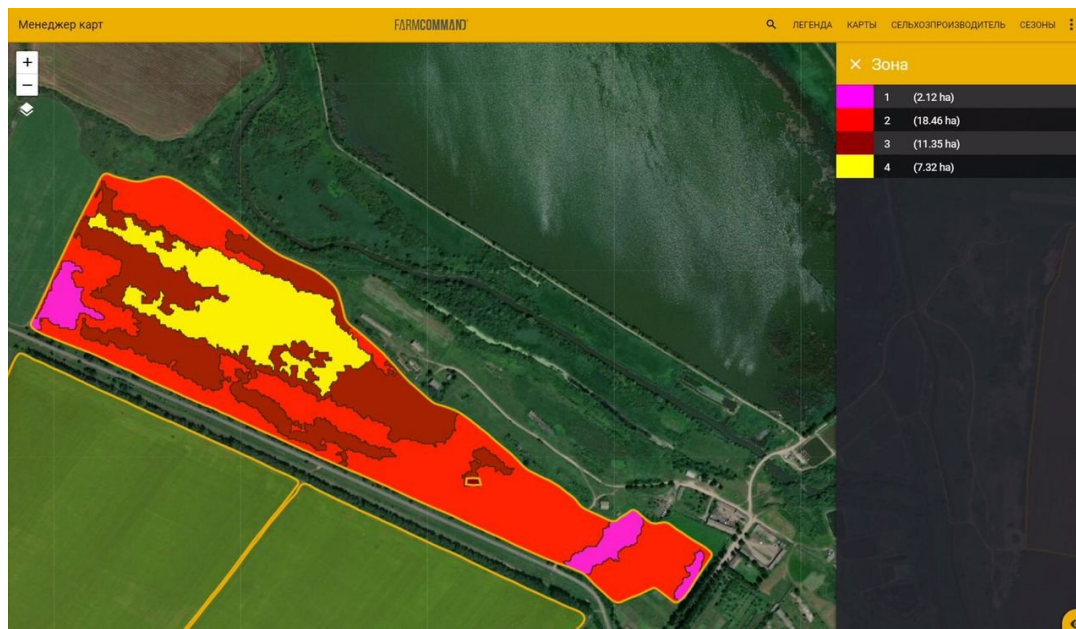 Менеджер карт
FARMCOMMAND
ЛЕГЕНДА КАРТЫ СЕЛЬХОЗПРОИЗВОДИТЕЛЬ СЕЗОНЫ
+
−
Зона
1 (2.12 ha)
2 (18.46 ha)
3 (11.35 ha)
4 (7.32 ha)